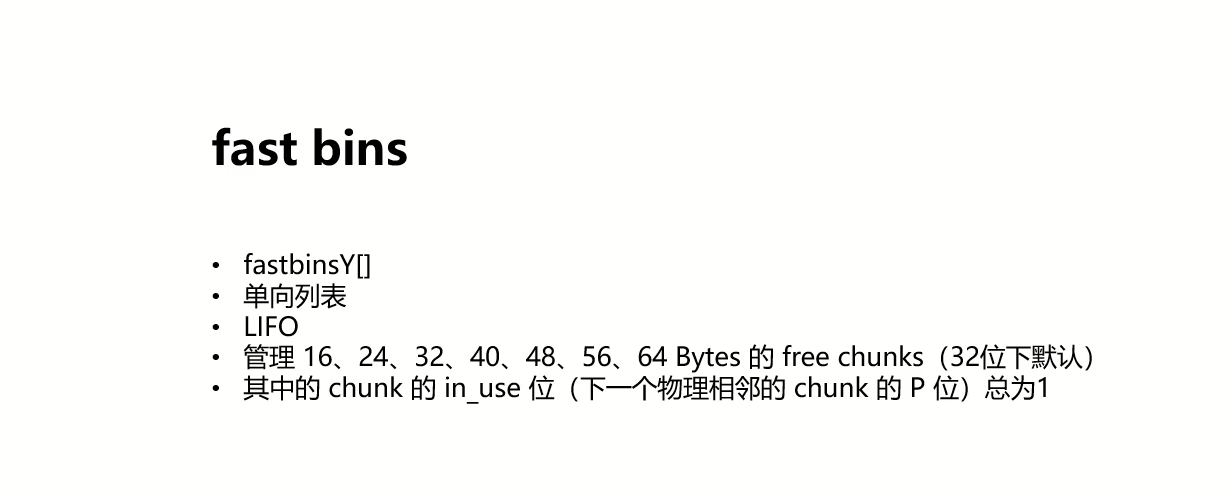 fast bins
• fastbinsY[]
• 单向列表
• LIFO
• 管理 16、24、32、40、48、56、64 Bytes 的 free chunks（32位下默认）
• 其中的 chunk 的 in_use 位（下一个物理相邻的 chunk 的 P 位）总为1